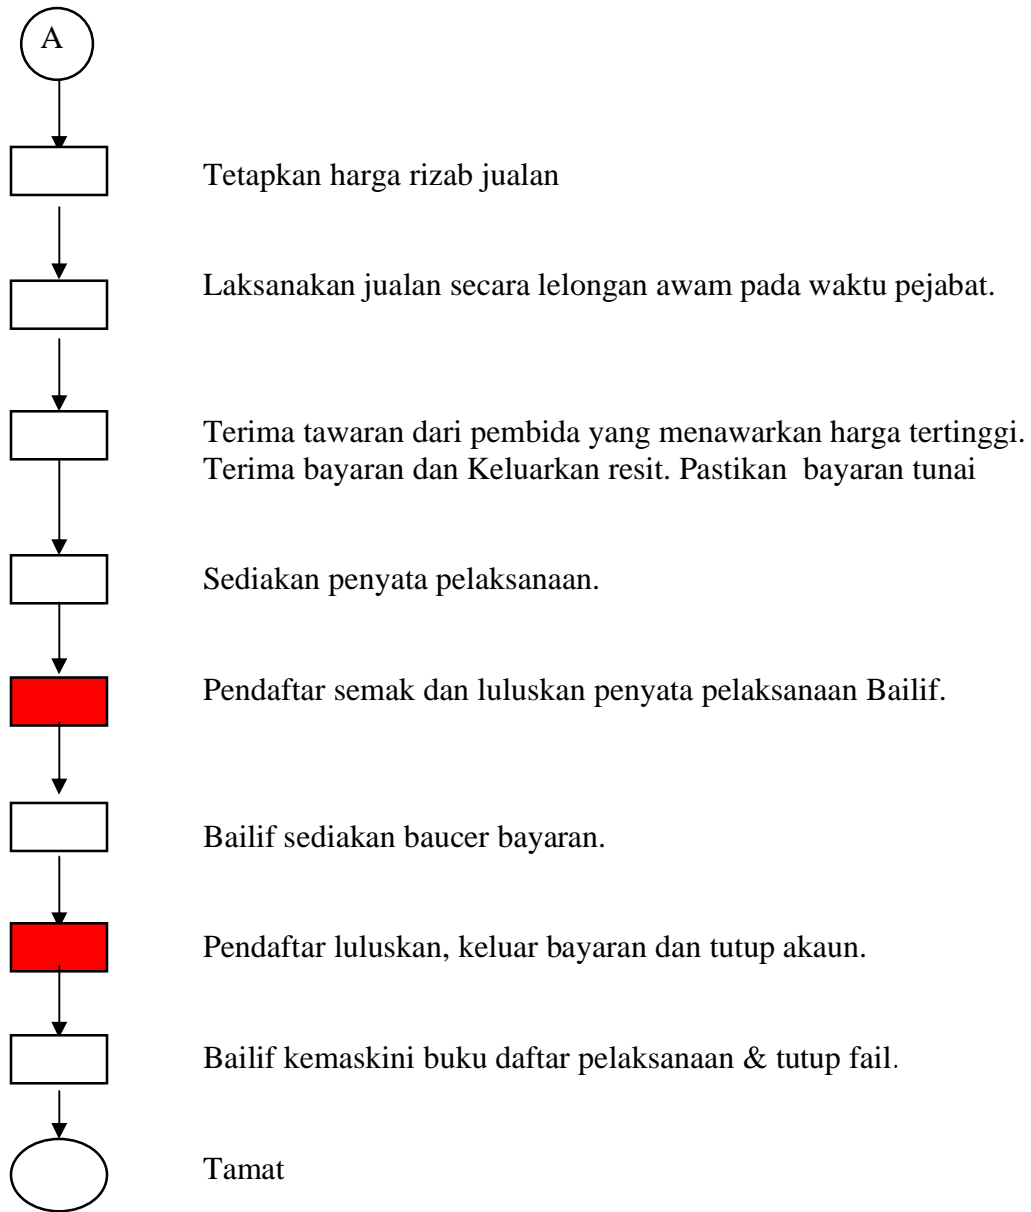 A
Tetapkan harga rizab jualan
Laksanakan jualan secara lelongan awam pada waktu pejabat.
Terima tawaran dari pembida yang menawarkan harga tertinggi.
Terima bayaran dan Keluarkan resit. Pastikan  bayaran tunai
Sediakan penyata pelaksanaan.
Pendaftar semak dan luluskan penyata pelaksanaan Bailif.
Bailif sediakan baucer bayaran.
Pendaftar luluskan, keluar bayaran dan tutup akaun.
Bailif kemaskini buku daftar pelaksanaan & tutup fail.
Tamat